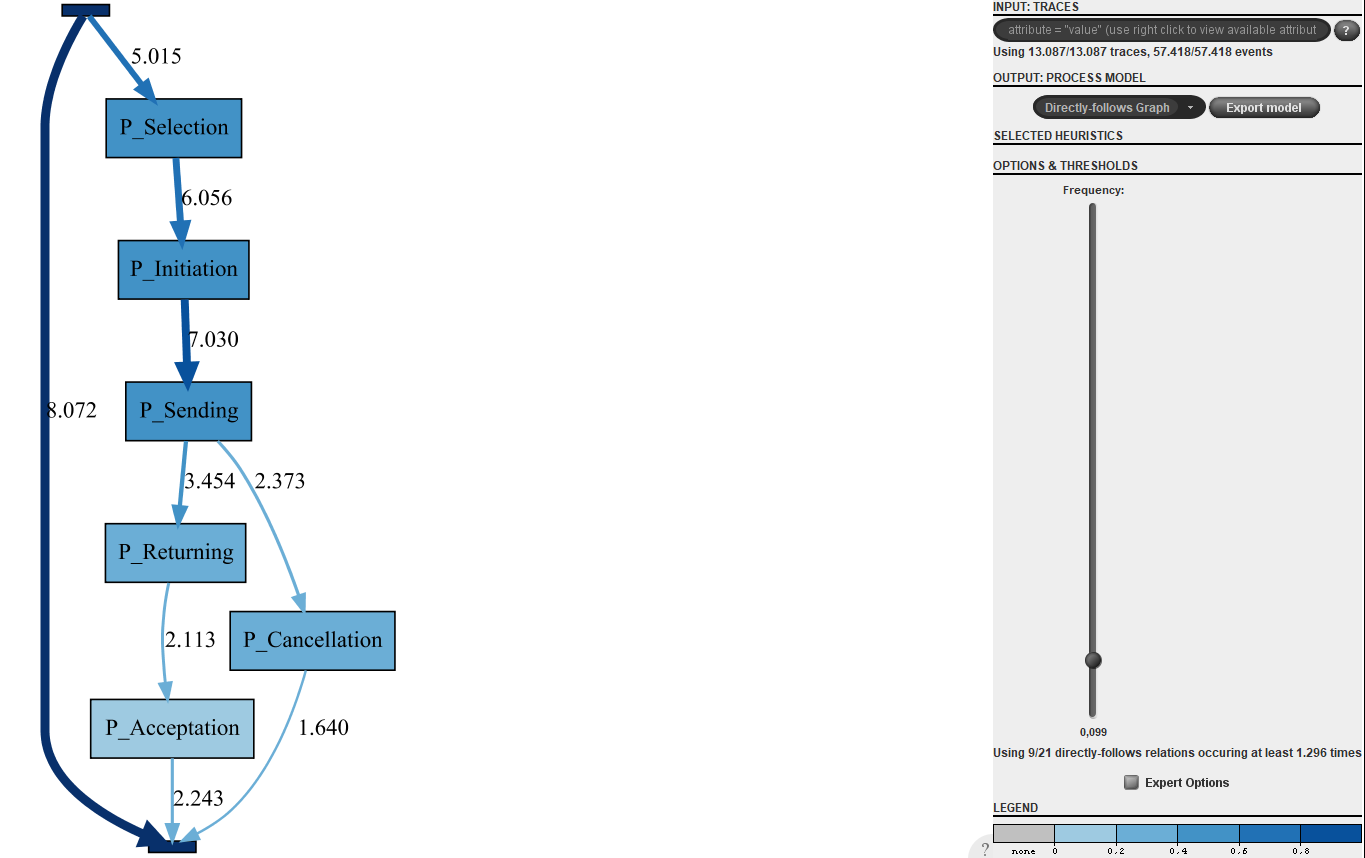 5.015
P_Selection
6.056
P_Initiation
7.030
8.072
P_Sending
3.454
2.373
P_Returning
2.113
P_Cancellation
P_Acceptation
1.640
2.243
INPUT: TRACES
attribute = "value" (use right click to view available attribut
?
Using 13.087/13.087 traces, 57.418/57.418 events
OUTPUT: PROCESS MODEL
Directly-follows Graph
Export model
SELECTED HEURISTICS
OPTIONS & THRESHOLDS
Frequency:
0,099
Using 9/21 directly-follows relations occuring at least 1.296 times
Expert Options
LEGEND
?
none 0 0.2 0.4 0.6 0.8